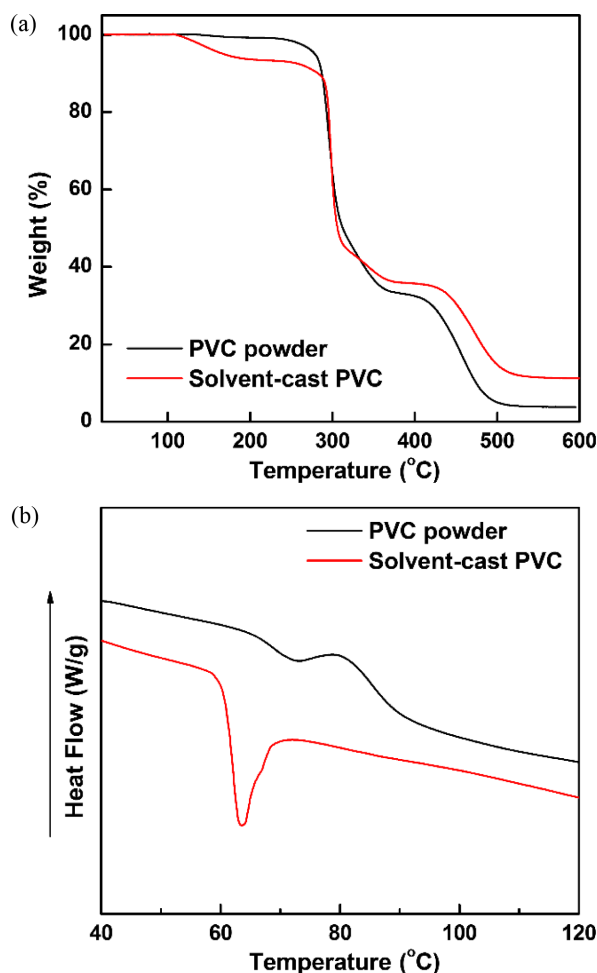 (a)
100
80
60
40
20
0
Weight (%)
PVC powder
Solvent-cast PVC
100 200 300 400 500 600
Temperature (°C)
(b)
PVC powder
Solvent-cast PVC
Heat Flow (W/g)
40 60 80 100 120
Temperature (°C)